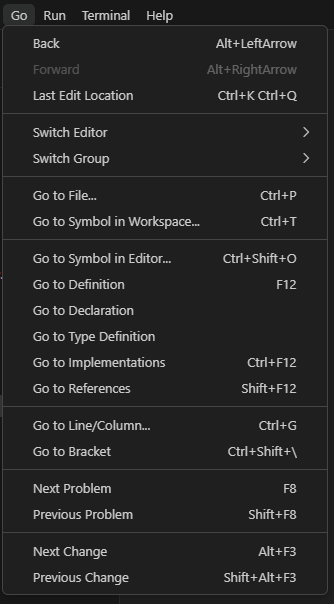 Go Run Terminal Help
Back Alt+LeftArrow
Forward Alt+RightArrow
Last Edit Location Ctrl+K Ctrl+Q
Switch Editor
Switch Group
Go to File... Ctrl+P
Go to Symbol in Workspace... Ctrl+T
Go to Symbol in Editor... Ctrl+Shift+O
Go to Definition F12
Go to Declaration
Go to Type Definition
Go to Implementations Ctrl+F12
Go to References Shift+F12
Go to Line/Column... Ctrl+G
Go to Bracket Ctrl+Shift+\
Next Problem F8
Previous Problem Shift+F8
Next Change Alt+F3
Previous Change Shift+Alt+F3